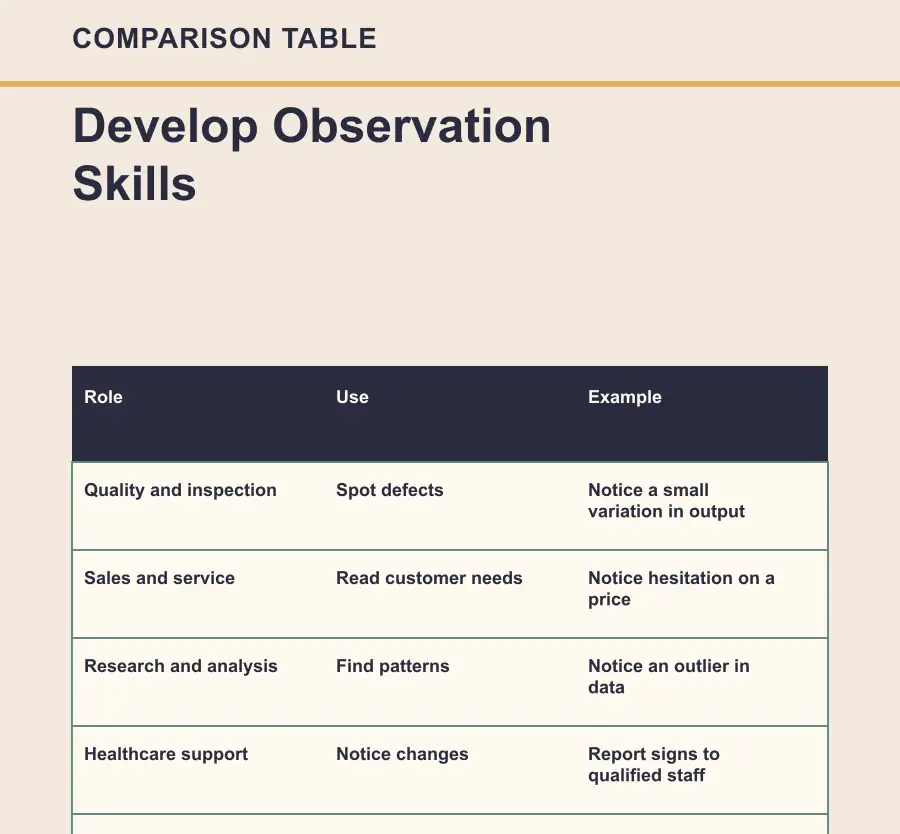 COMPARISON TABLE
Develop Observation
Skills
Role Use Example
Quality and inspection Spot defects Notice a small
variation in output
Sales and service Read customer needs Notice hesitation on a
price
Research and analysis Find patterns Notice an outlier in
data
Healthcare support Notice changes Report signs to
qualified staff